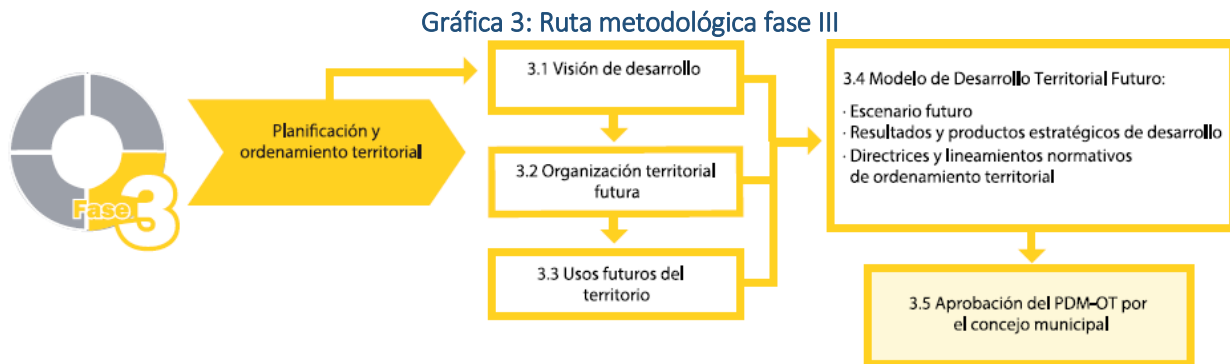 Gráfica 3: Ruta metodológica fase III
Fase 3
Planificación y
ordenamiento territorial
3.1 Visión de desarrollo
3.2 Organización territorial
futura
3.3 Usos futuros del
territorio
3.4 Modelo de Desarrollo Territorial Futuro:
· Escenario futuro
· Resultados y productos estratégicos de desarrollo
· Directrices y lineamientos normativos
de ordenamiento territorial
3.5 Aprobación del PDM-OT por
el concejo municipal